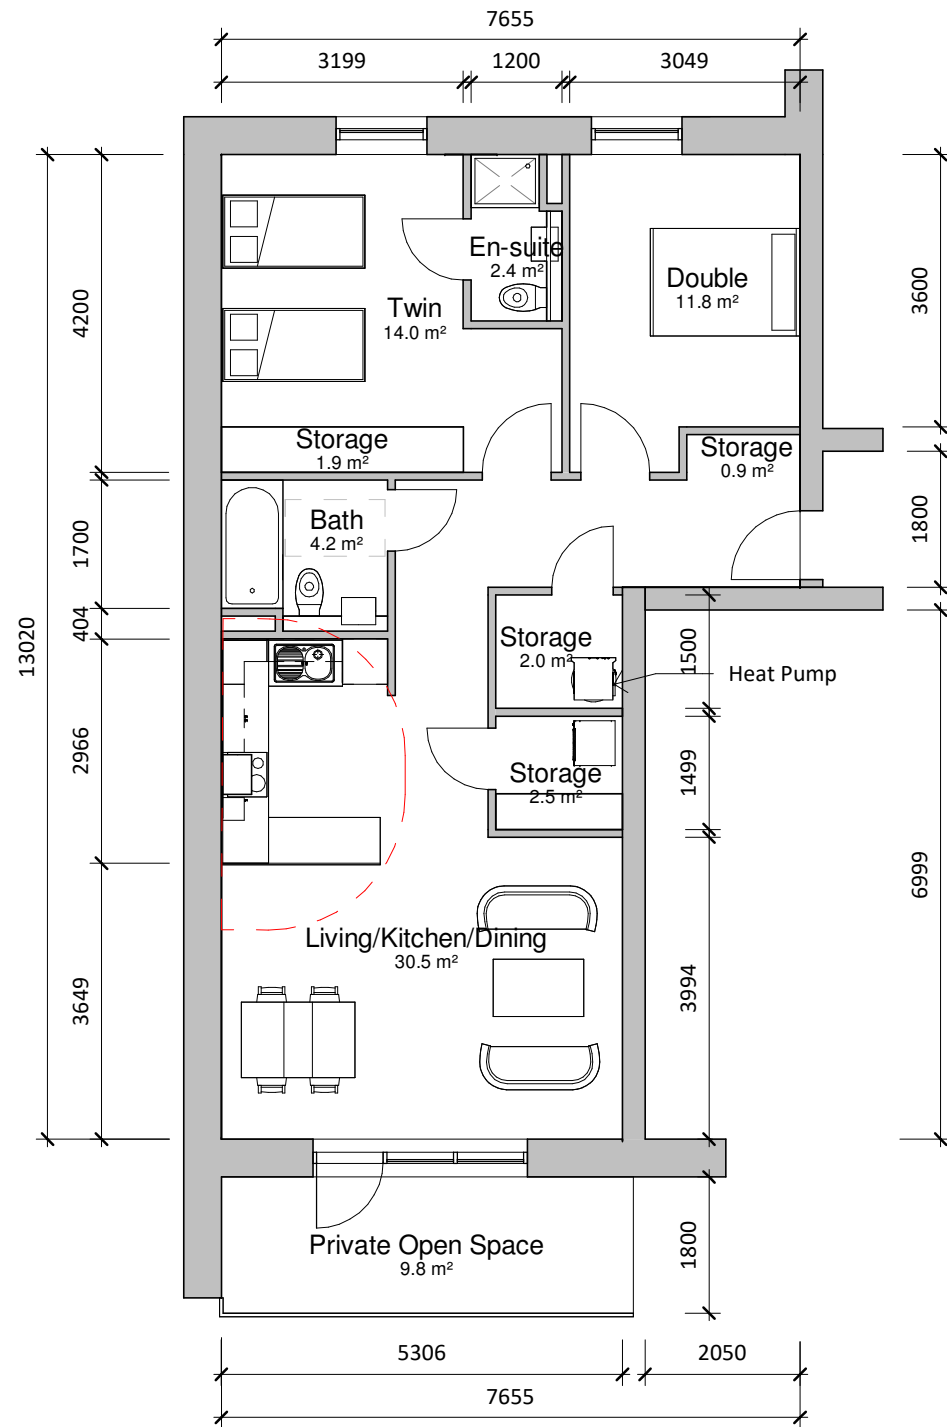 7655
3199
1200
3049
En-suite
2.4 m²
Double
11.8 m²
Twin
14.0 m²
4200
3600
Storage
1.9 m²
Storage
0.9 m²
Bath
4.2 m²
1700
1800
404
13020
Storage
2.0 m²
1500
Heat Pump
2966
Storage
2.5 m²
1499
6999
Living/Kitchen/Dining
30.5 m²
3649
3994
Private Open Space
9.8 m²
1800
5306
2050
7655